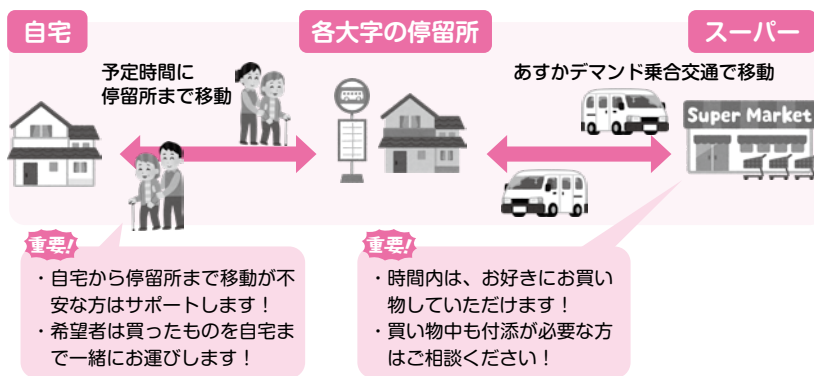 自宅
各大字の停留所
スーパー
予定時間に
停留所まで移動
あすかデマンド乗合交通で移動
Super Market
重要!
・自宅から停留所まで移動が不
安な方はサポートします！
・希望者は買ったものを自宅ま
で一緒にお運びします！
重要!
・時間内は、お好きにお買い
物していただけます！
・買い物中も付添が必要な方
はご相談ください！